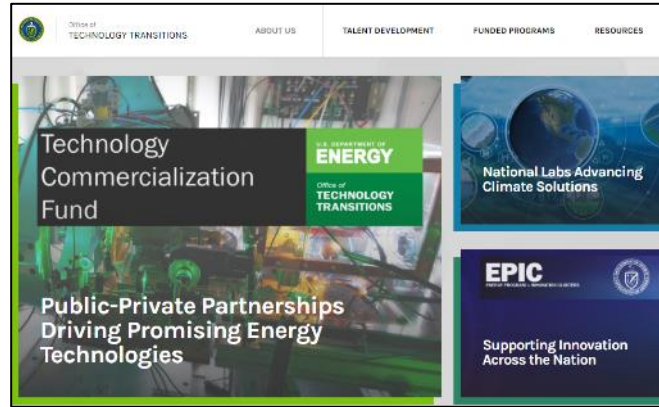 Office of
TECHNOLOGY TRANSITIONS
ABOUT US
TALENT DEVELOPMENT
FUNDED PROGRAMS
RESOURCES
Technology
Commercialization
Fund
U.S. DEPARTMENT OF
ENERGY
Office of
TECHNOLOGY
TRANSITIONS
Public-Private Partnerships
Driving Promising Energy
Technologies
National Labs Advancing
Climate Solutions
EPIC
Supporting Innovation
Across the Nation